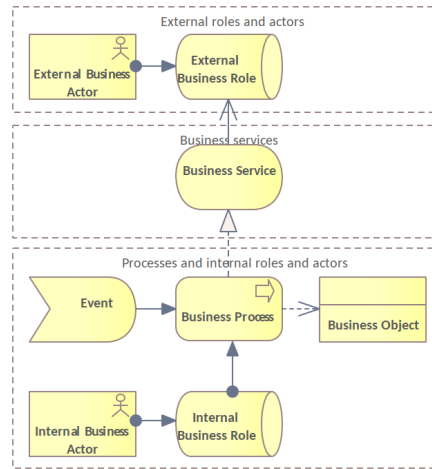 External roles and actors
External Business
Actor
External
Business Role
Business services
Business Service
Processes and internal roles and actors
Event
Business Process
Business Object
Internal Business
Actor
Internal
Business Role